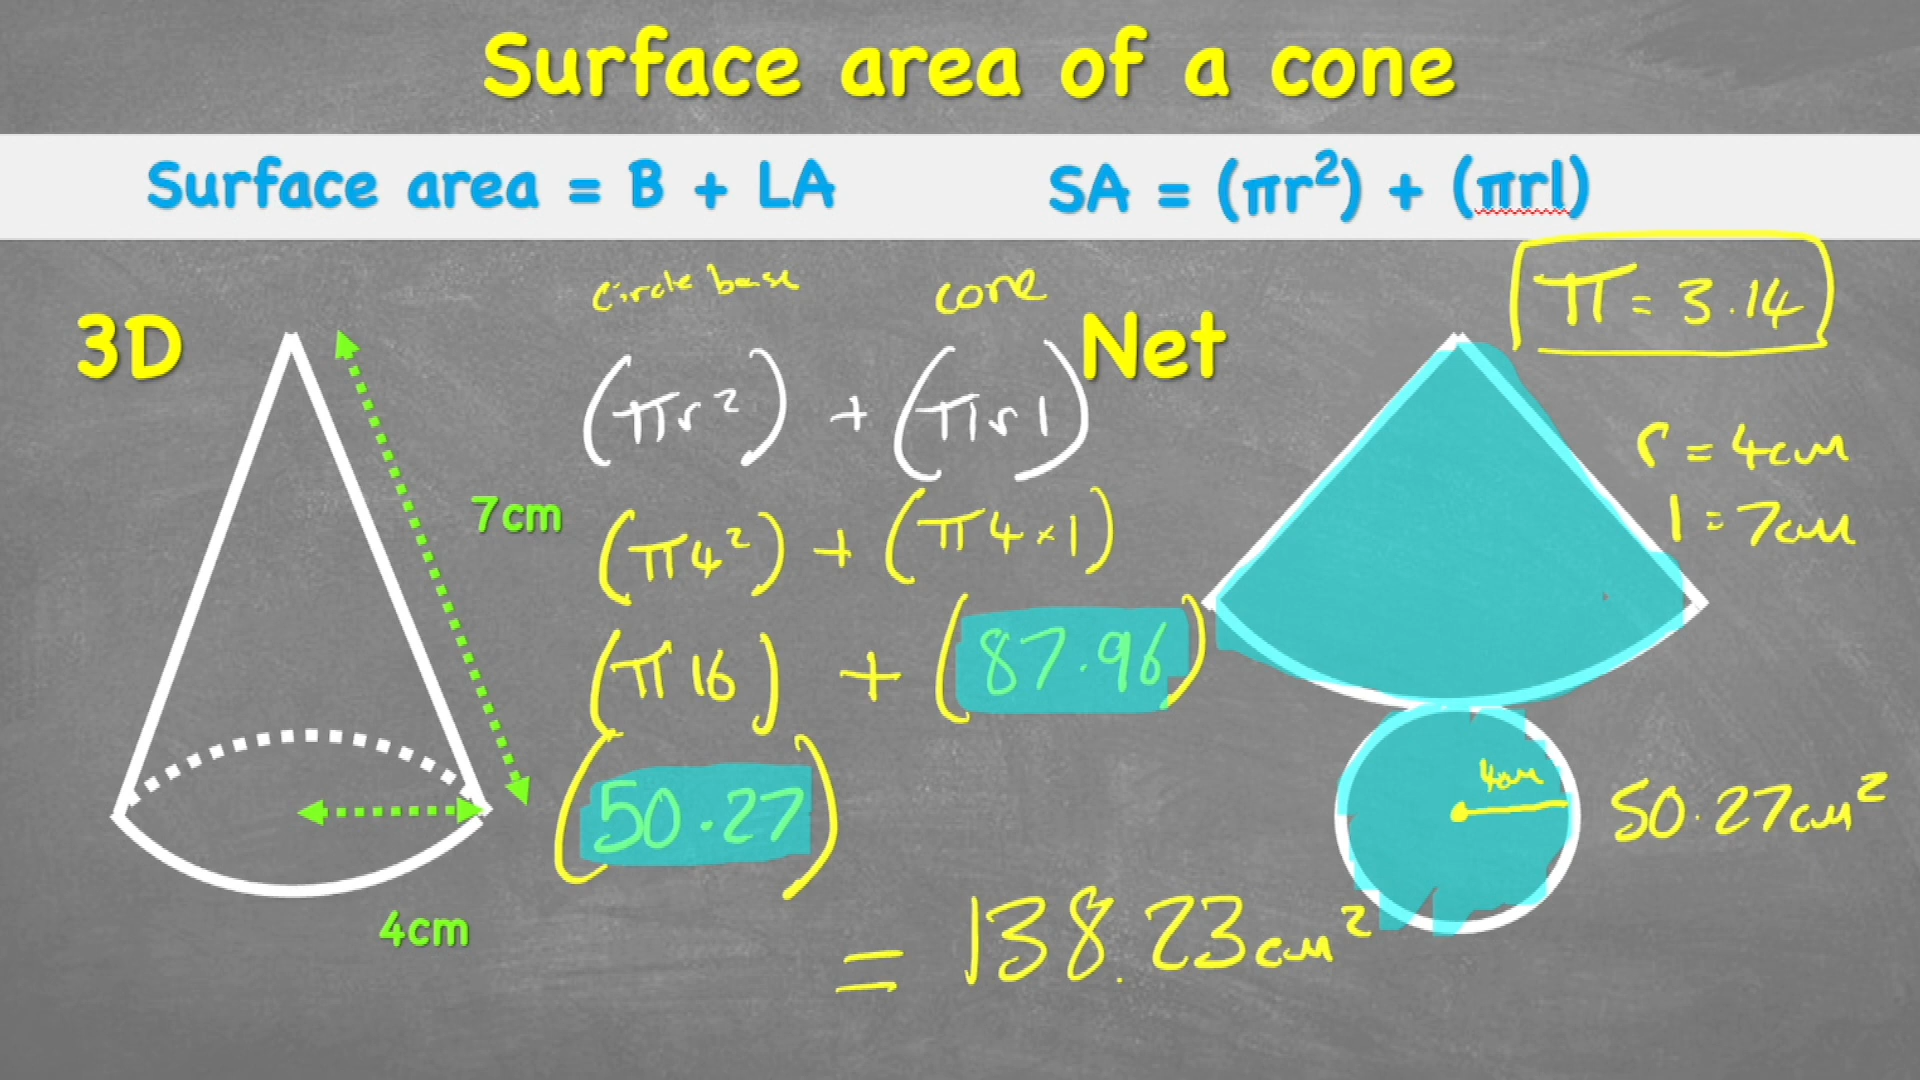 Surface area of a cone
Surface area = B + LA
SA = (πr²) + (πrl)
circle base
cone
π = 3.14
3D
Net
(πr²) + (πrl)
r = 4cm
l = 7cm
7cm
(π4²) + (π4×l)
(π16) + (87.96)
(50.27)
4cm
50.27cm²
4cm
= 138.23cm²